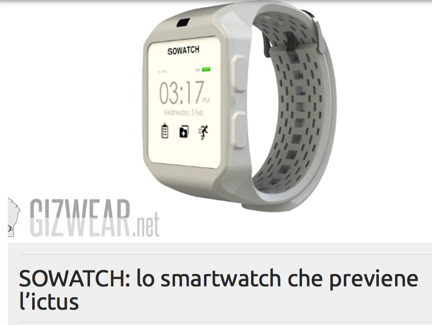 SOWATCH
03:17 PM
Wednesday, 3 Feb
GIZWEAR.net
SOWATCH: lo smartwatch che previene
l'ictus